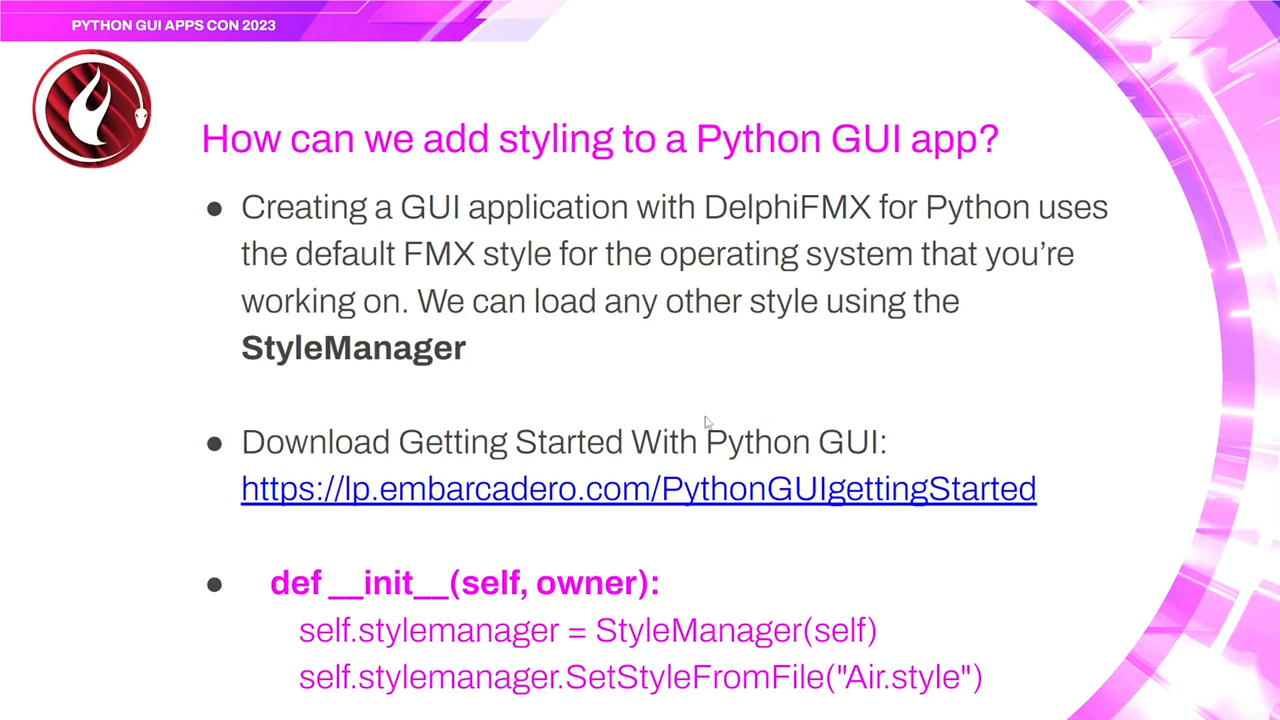 PYTHON GUI APPS CON 2023
How can we add styling to a Python GUI app?
● Creating a GUI application with DelphiFMX for Python uses
the default FMX style for the operating system that you’re
working on. We can load any other style using the
StyleManager
● Download Getting Started With Python GUI:
https://lp.embarcadero.com/PythonGUIgettingStarted
● def __init__(self, owner):
self.stylemanager = StyleManager(self)
self.stylemanager.SetStyleFromFile("Air.style")